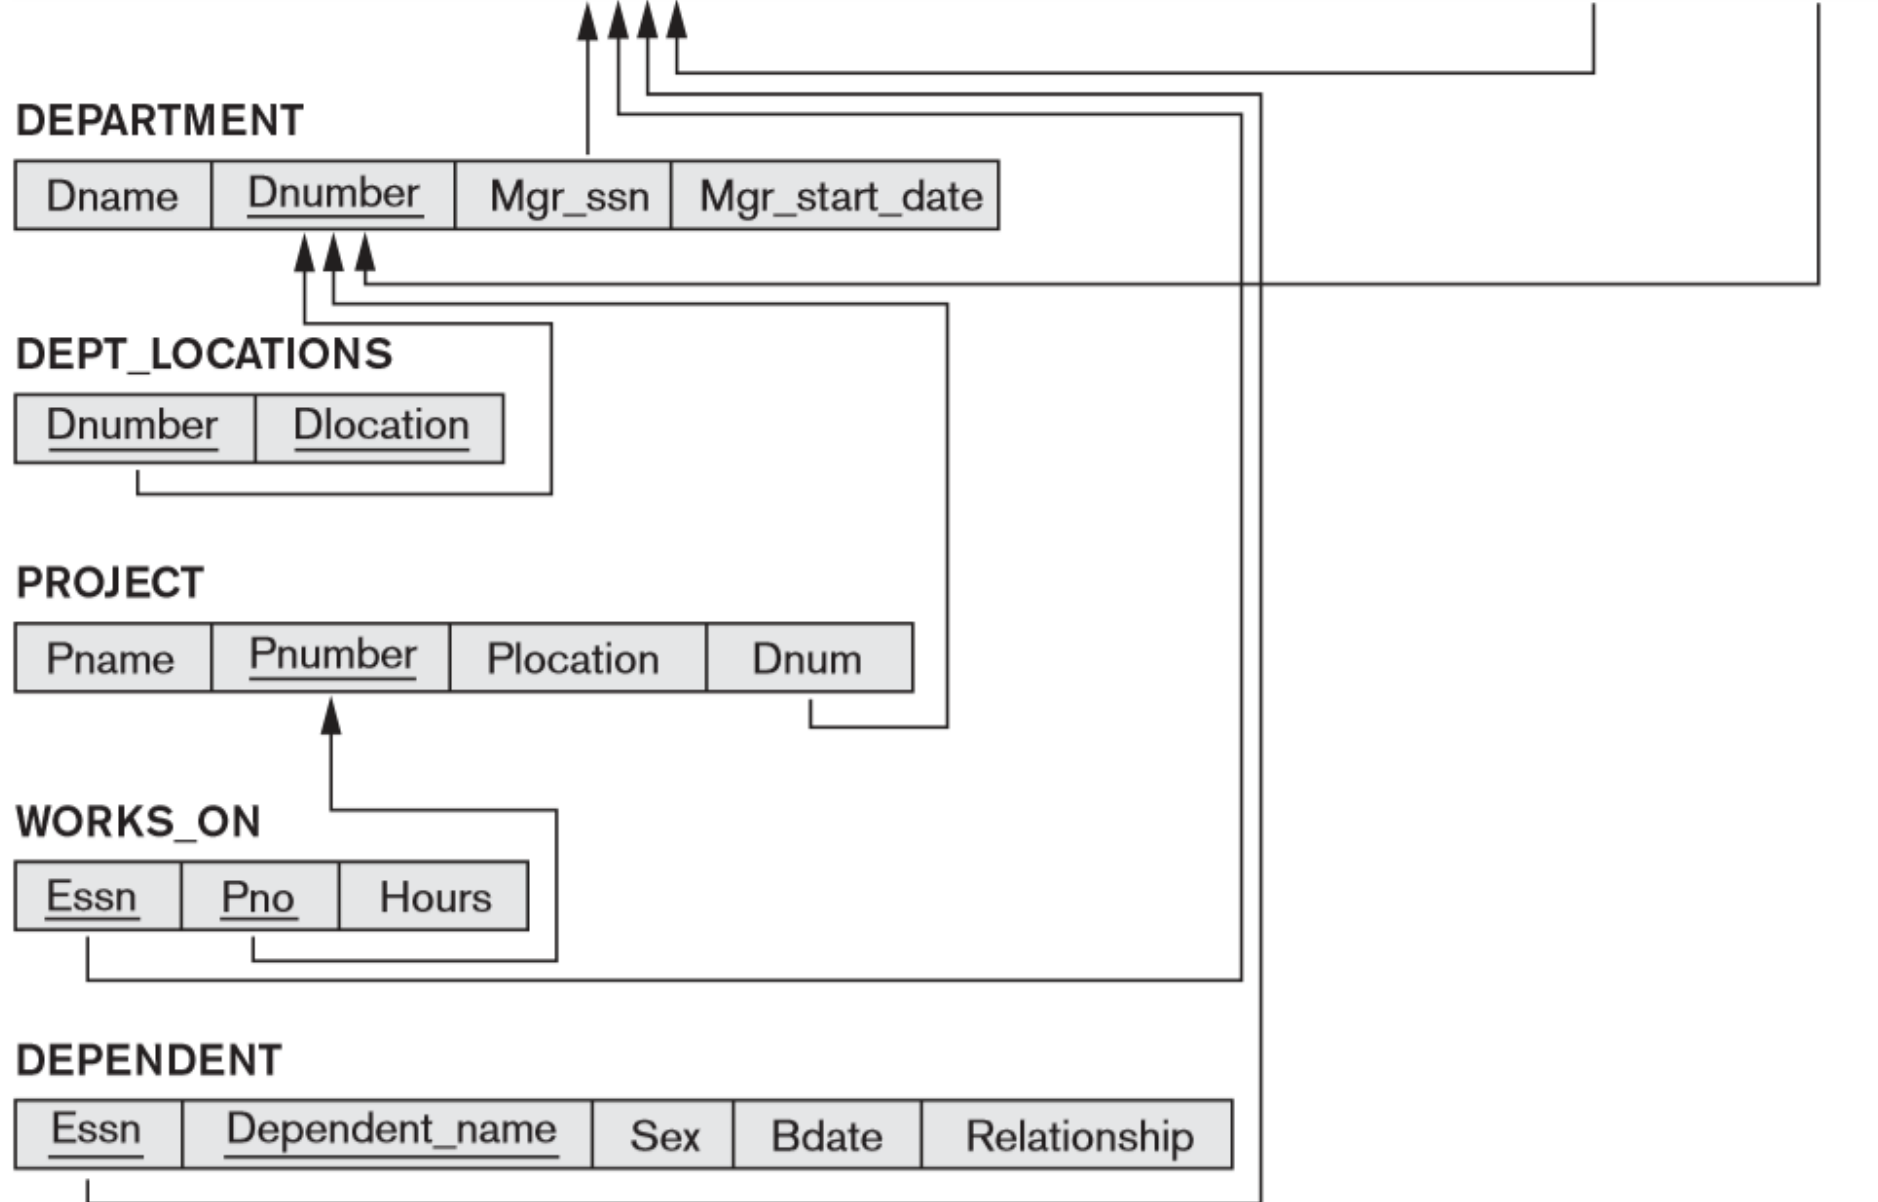 DEPARTMENT
Dname Dnumber Mgr_ssn Mgr_start_date
DEPT_LOCATIONS
Dnumber Dlocation
PROJECT
Pname Pnumber Plocation Dnum
WORKS_ON
Essn Pno Hours
DEPENDENT
Essn Dependent_name Sex Bdate Relationship